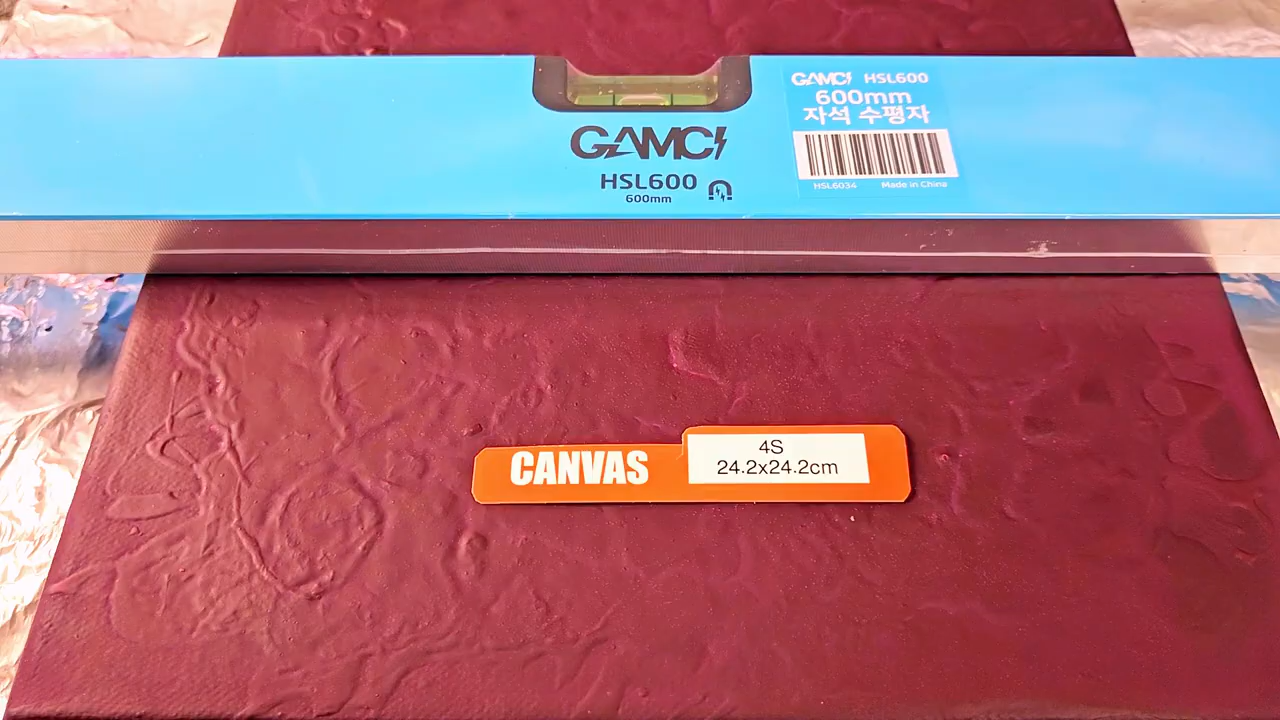 GAMCI HSL600
600mm
자석 수평자
HSL6034 Made in China
GAMCI
HSL600
600mm
CANVAS
4S
24.2x24.2cm